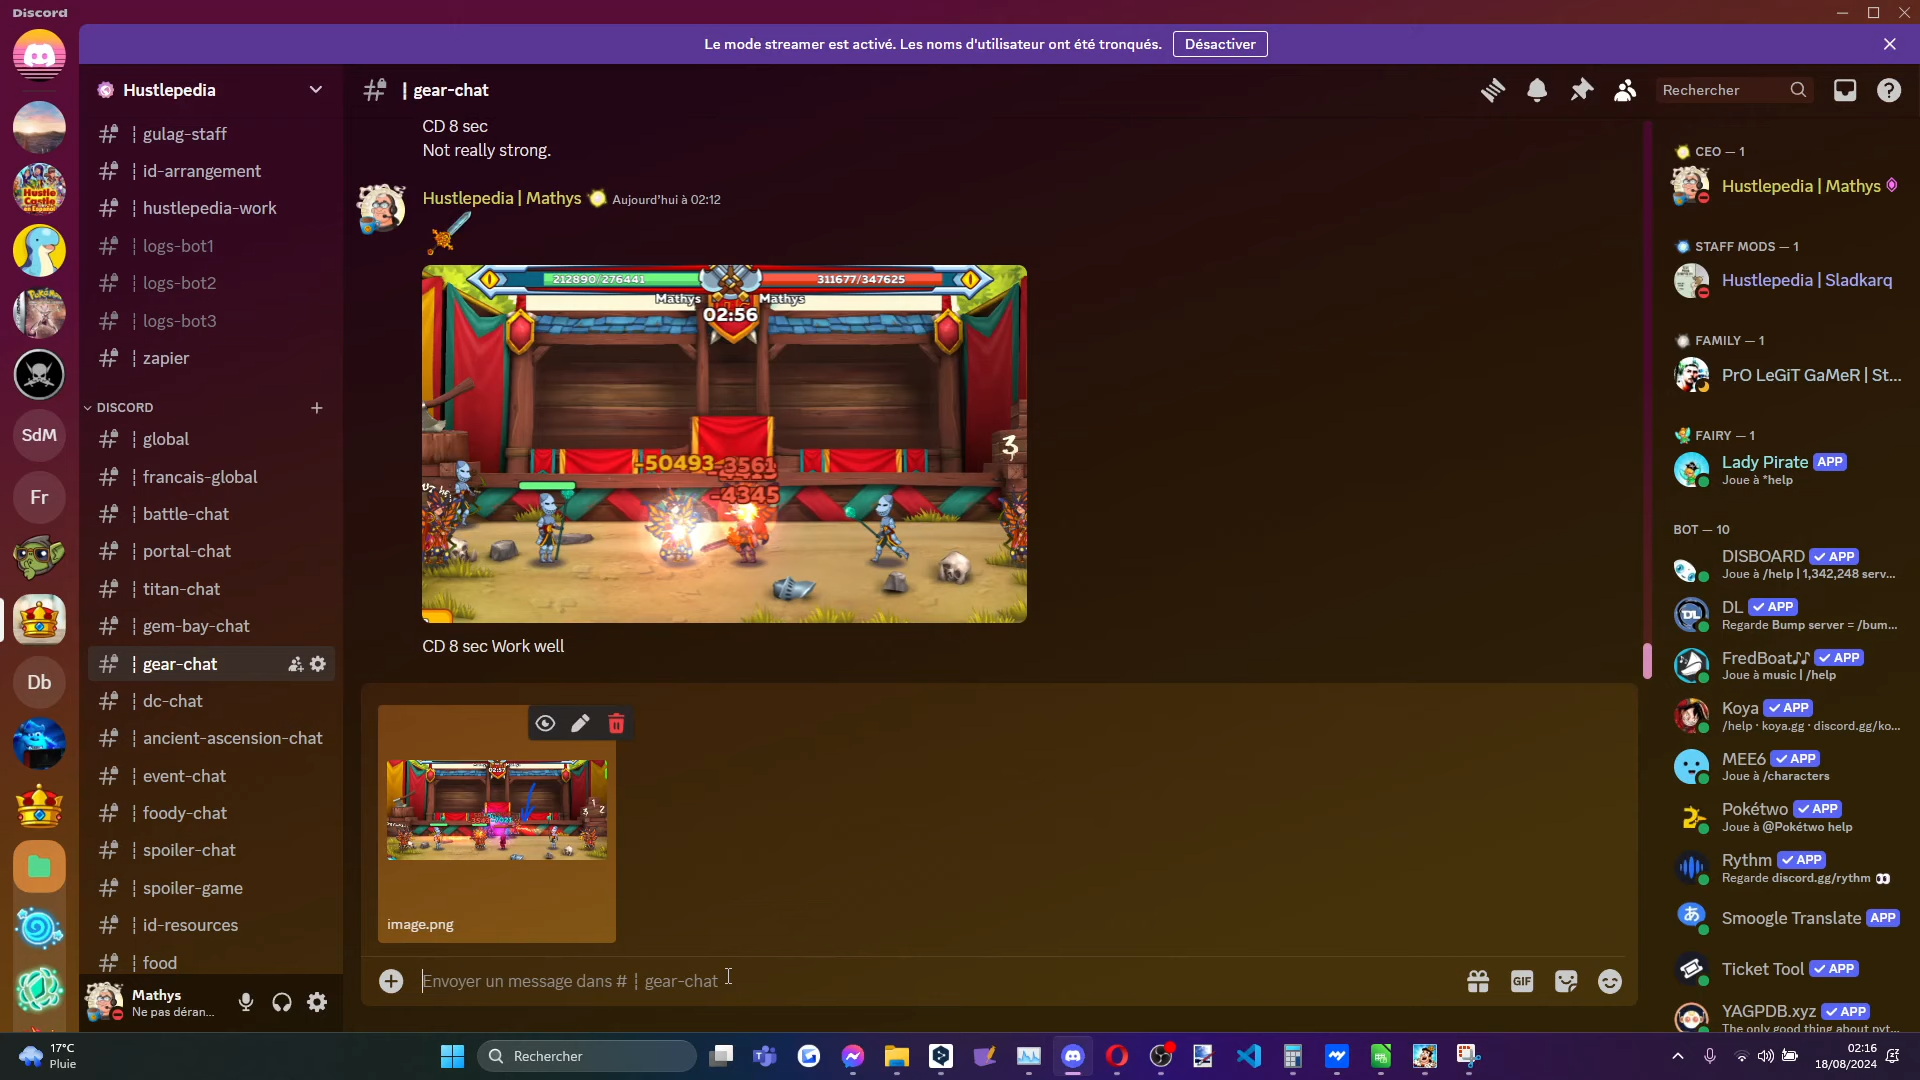 Discord
Le mode streamer est activé. Les noms d'utilisateur ont été tronqués.
Désactiver
Hustlepedia
¦ gulag-staff
¦ id-arrangement
¦ hustlepedia-work
¦ logs-bot1
¦ logs-bot2
¦ logs-bot3
¦ zapier
DISCORD
¦ global
¦ francais-global
¦ battle-chat
¦ portal-chat
¦ titan-chat
¦ gem-bay-chat
¦ gear-chat
¦ dc-chat
¦ ancient-ascension-chat
¦ event-chat
¦ foody-chat
¦ spoiler-chat
¦ spoiler-game
¦ id-resources
¦ food
SdM
Fr
Db
Mathys
Ne pas déran...
¦ gear-chat
Rechercher
CD 8 sec
Not really strong.
Hustlepedia | Mathys Aujourd'hui à 02:12
212890/276441
311677/347625
Mathys
Mathys
02:56
3
-50493
-3561
-4345
CD 8 sec Work well
02:57
image.png
Envoyer un message dans # ¦ gear-chat
GIF
CEO — 1
Hustlepedia | Mathys
STAFF MODS — 1
Hustlepedia | Sladkarq
FAMILY — 1
PrO LeGiT GaMeR | St...
FAIRY — 1
Lady Pirate APP
Joue à *help
BOT — 10
DISBOARD APP
Joue à /help | 1,342,248 serv...
DL APP
Regarde Bump server = /bum...
FredBoat♪♪ APP
Joue à music | /help
Koya APP
/help · koya.gg · discord.gg/ko...
MEE6 APP
Joue à /characters
Pokétwo APP
Joue à @Pokétwo help
Rythm APP
Regarde discord.gg/rythm
Smoogle Translate APP
Ticket Tool APP
YAGPDB.xyz APP
The only good thing about pyt...
17°C
Pluie
Rechercher
02:16
18/08/2024